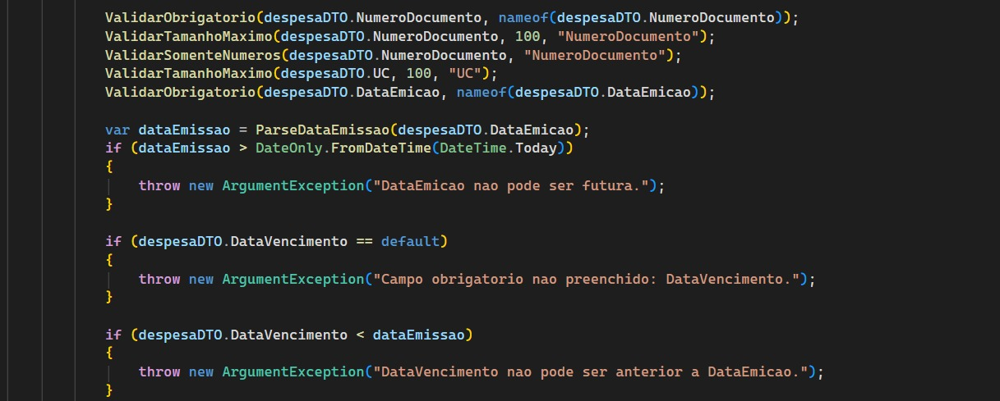 ValidarObrigatorio(despesaDTO.NumeroDocumento, nameof(despesaDTO.NumeroDocumento));
ValidarTamanhoMaximo(despesaDTO.NumeroDocumento, 100, "NumeroDocumento");
ValidarSomenteNumeros(despesaDTO.NumeroDocumento, "NumeroDocumento");
ValidarTamanhoMaximo(despesaDTO.UC, 100, "UC");
ValidarObrigatorio(despesaDTO.DataEmicao, nameof(despesaDTO.DataEmicao));
var dataEmissao = ParseDataEmissao(despesaDTO.DataEmicao);
if (dataEmissao > DateOnly.FromDateTime(DateTime.Today))
{
throw new ArgumentException("DataEmicao nao pode ser futura.");
}
if (despesaDTO.DataVencimento == default)
{
throw new ArgumentException("Campo obrigatorio nao preenchido: DataVencimento.");
}
if (despesaDTO.DataVencimento < dataEmissao)
{
throw new ArgumentException("DataVencimento nao pode ser anterior a DataEmicao.");
}